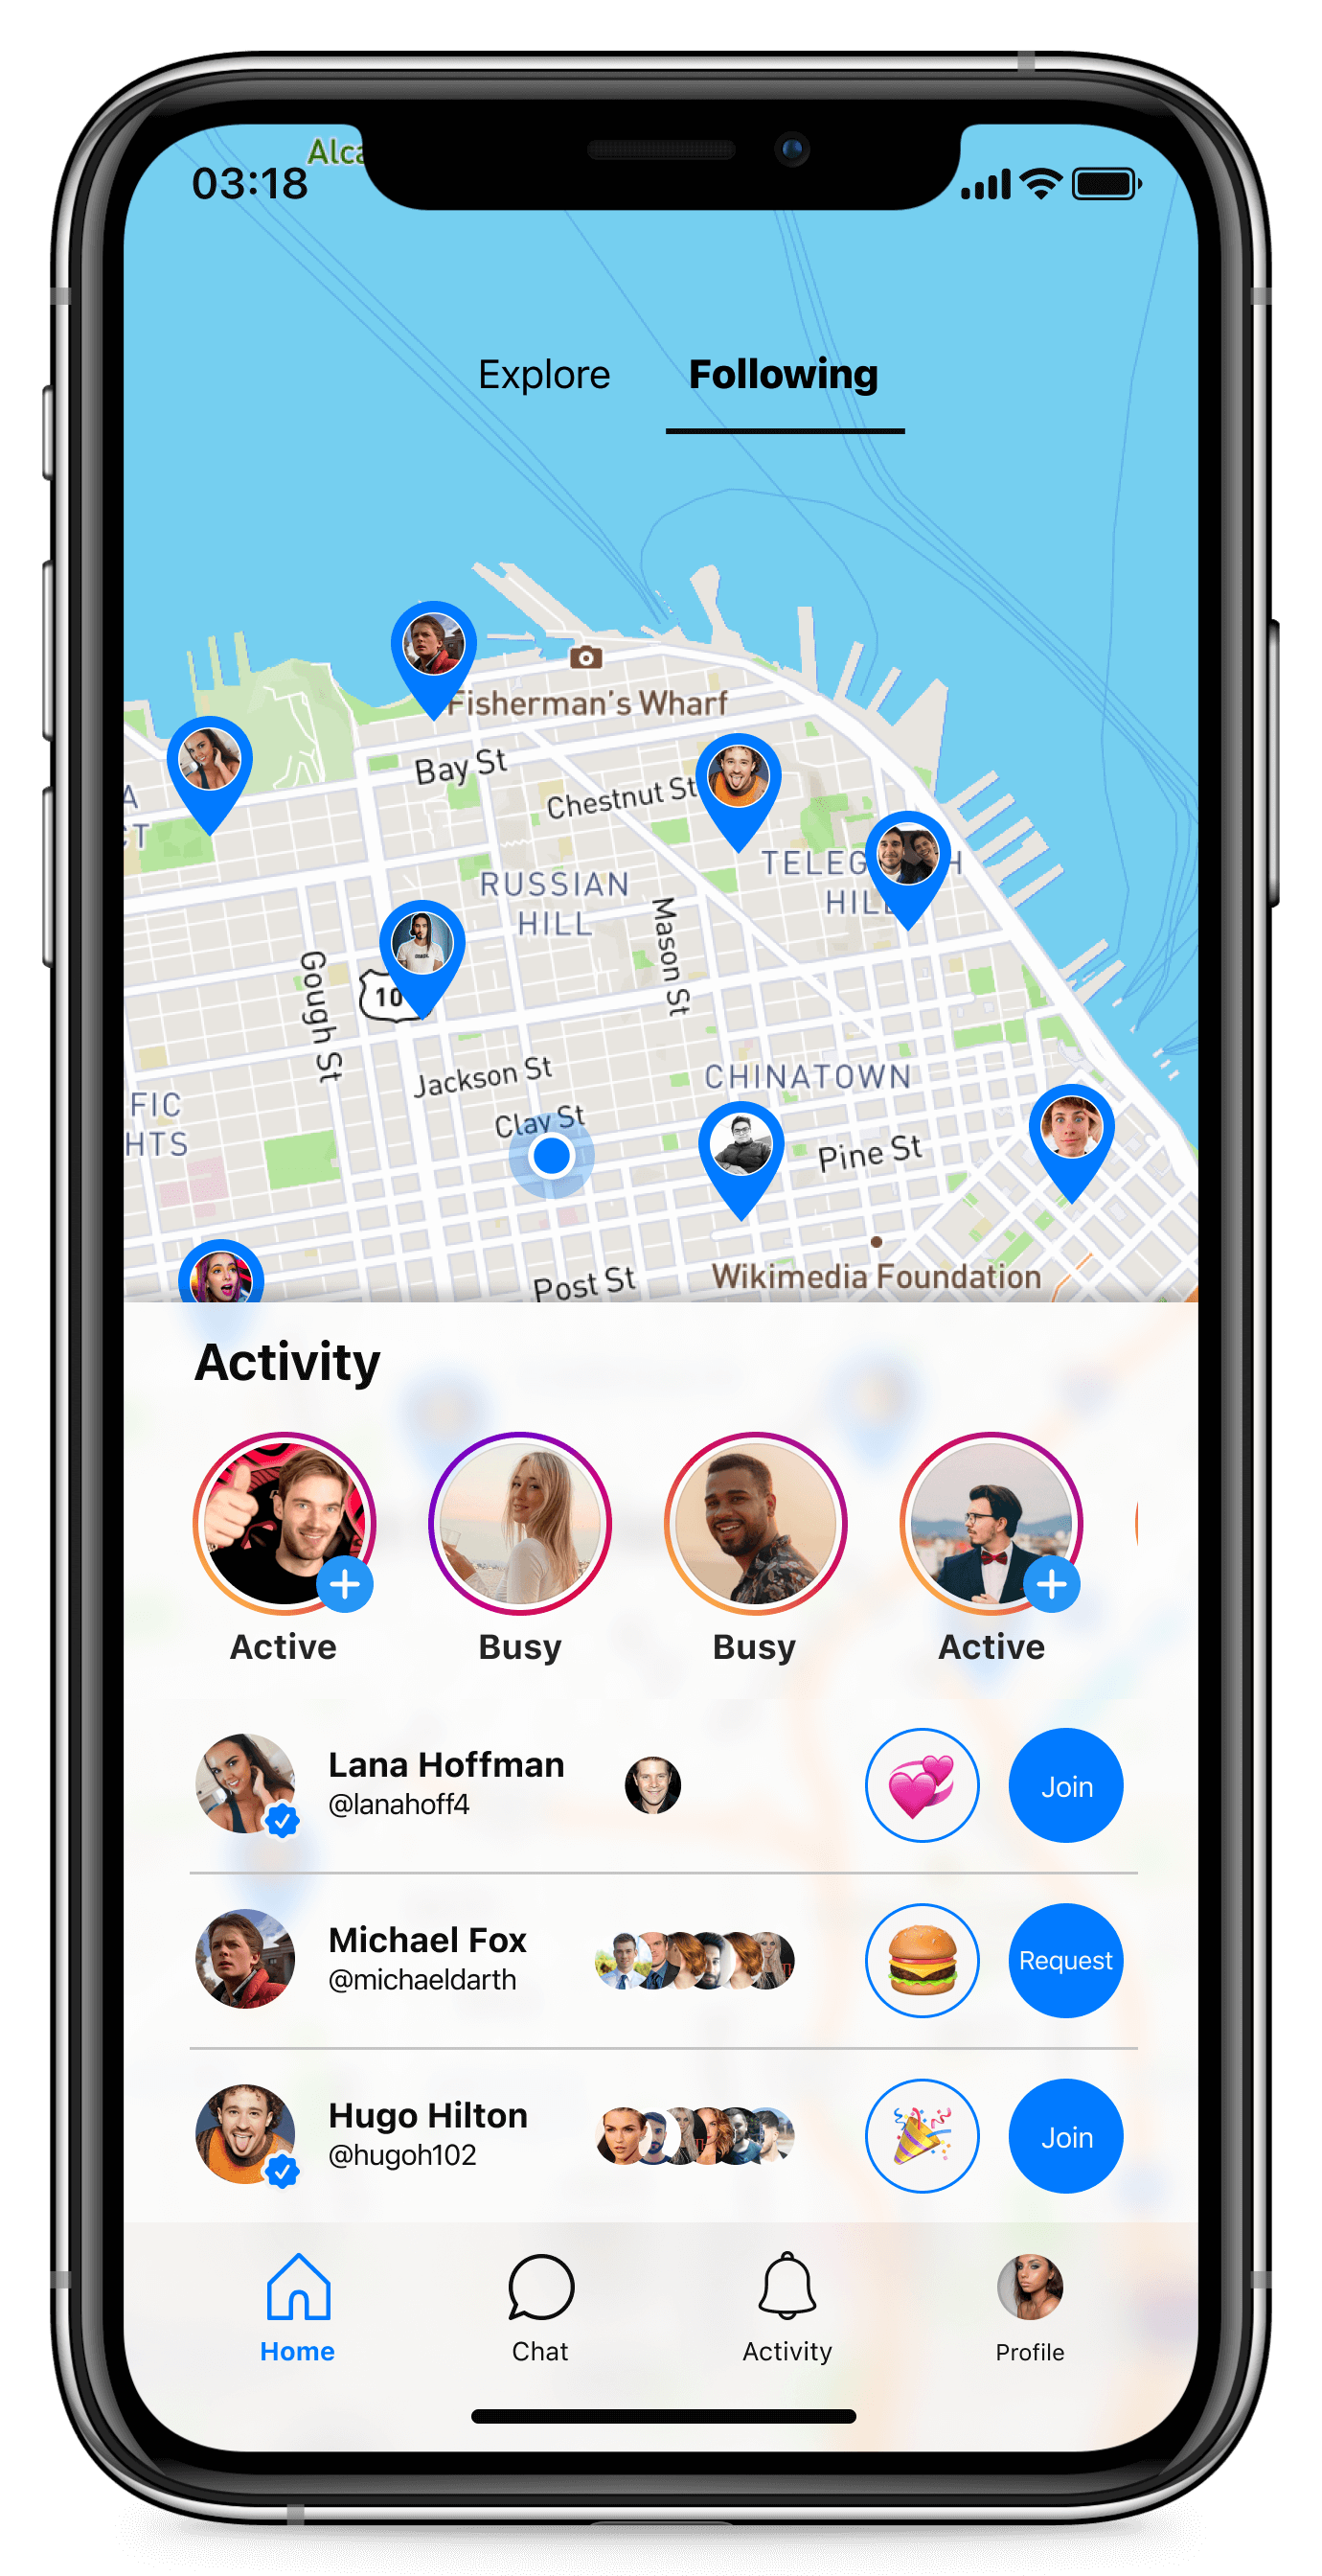 Alca
03:18
Explore
Following
Fisherman's Wharf
Bay St
Chestnut St
A
CT
TELEG H
HILL
RUSSIAN
HILL
Mason St
Gough St
10
Jackson St
CHINATOWN
FIC
HTS
Clay St
Pine St
Wikimedia Foundation
Post St
Activity
Active
Busy
Busy
Active
Lana Hoffman
@lanahoff4
Join
Michael Fox
@michaeldarth
Request
Hugo Hilton
@hugoh102
Join
Home
Chat
Activity
Profile